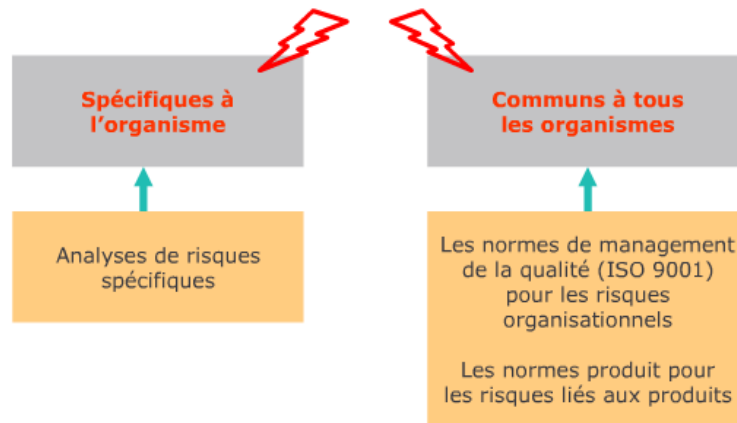 Spécifiques à
l'organisme
Communs à tous
les organismes
Analyses de risques
spécifiques
Les normes de management
de la qualité (ISO 9001)
pour les risques
organisationnels
Les normes produit pour
les risques liés aux produits